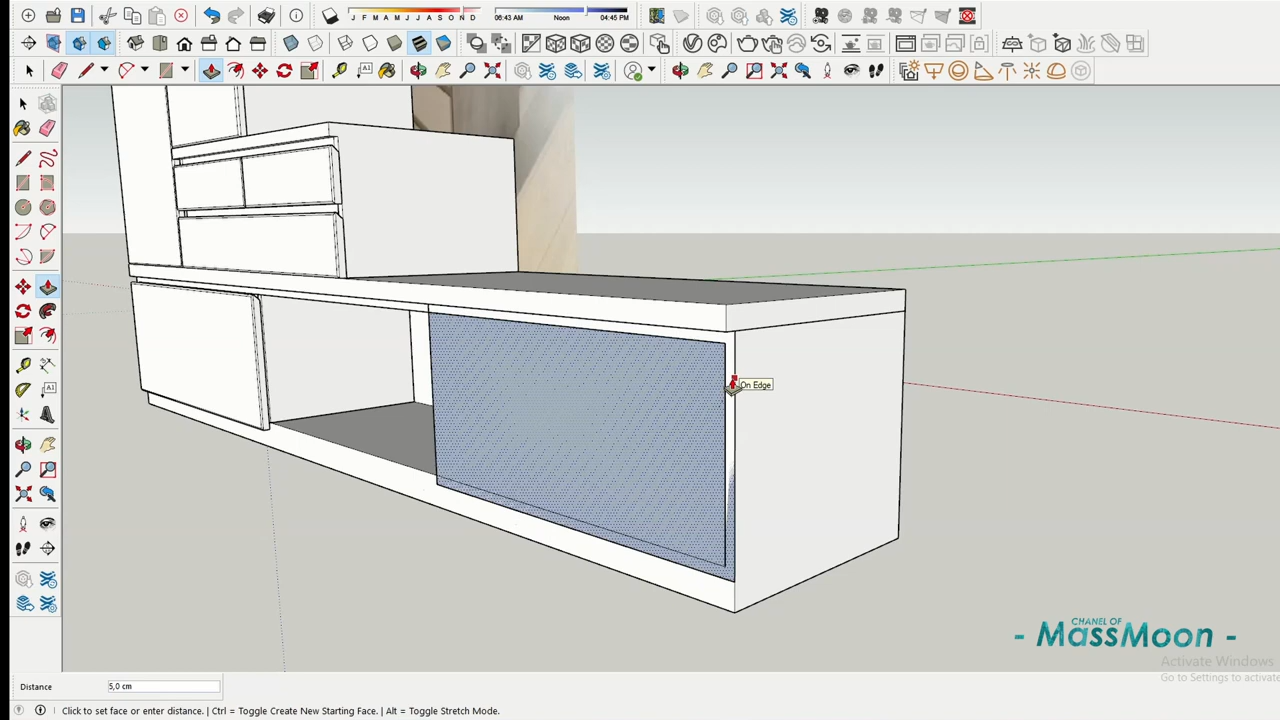 J F M A M J J A S O N D
06:43 AM Noon 04:45 PM
A1
A1
On Edge
CHANEL OF
- MassMoon -
Activate Windows
Go to Settings to activate
Distance 5,0 cm
Click to set face or enter distance. | Ctrl = Toggle Create New Starting Face. | Alt = Toggle Stretch Mode.